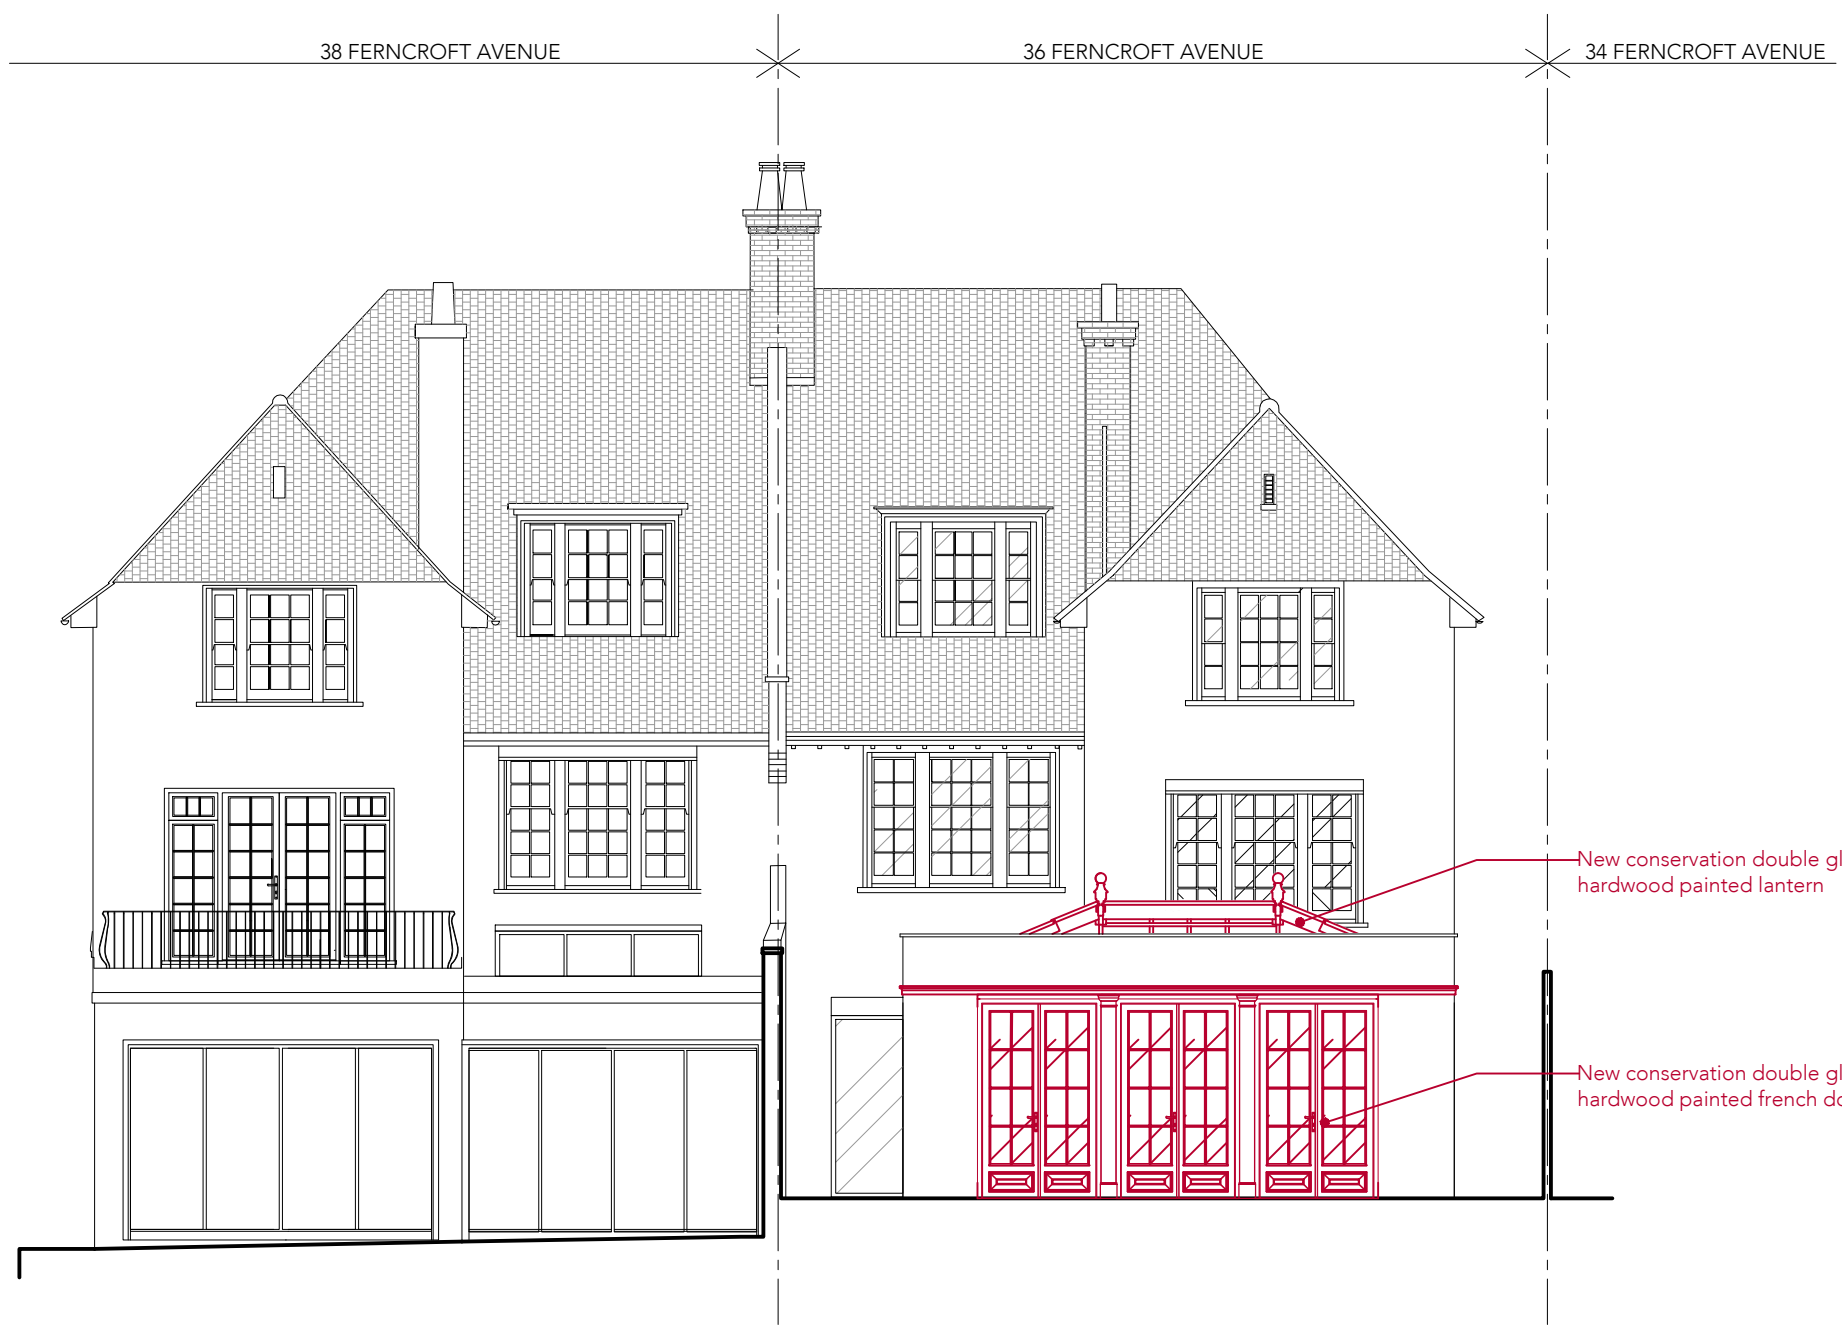 38 FERNCROFT AVENUE
36 FERNCROFT AVENUE
34 FERNCROFT AVENUE
New conservation double gl
hardwood painted lantern
New conservation double gl
hardwood painted french do